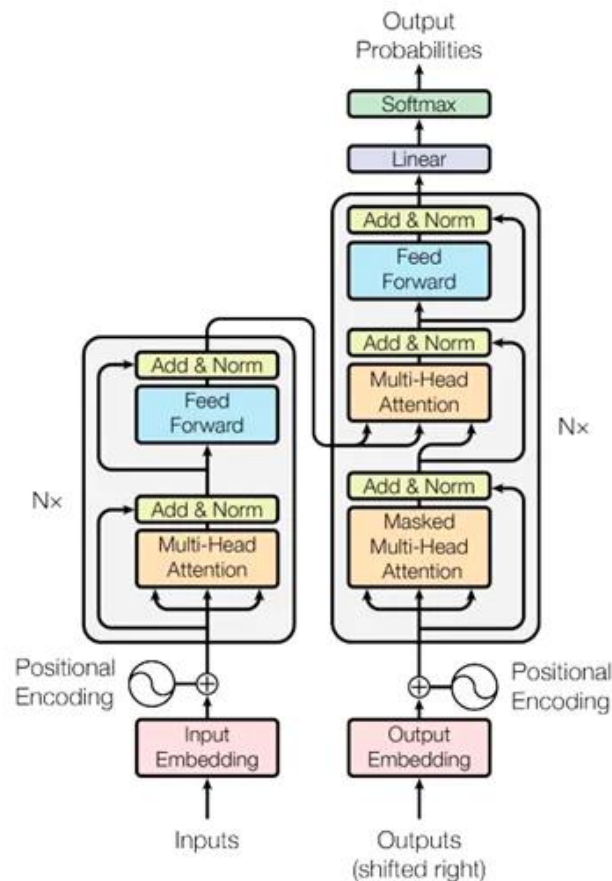 Output
Probabilities
Softmax
Linear
Add & Norm
Feed
Forward
Add & Norm
Multi-Head
Attention
Nx
Add & Norm
Masked
Multi-Head
Attention
Positional
Encoding
Output
Embedding
Outputs
(shifted right)
Add & Norm
Feed
Forward
Nx
Add & Norm
Multi-Head
Attention
Positional
Encoding
Input
Embedding
Inputs